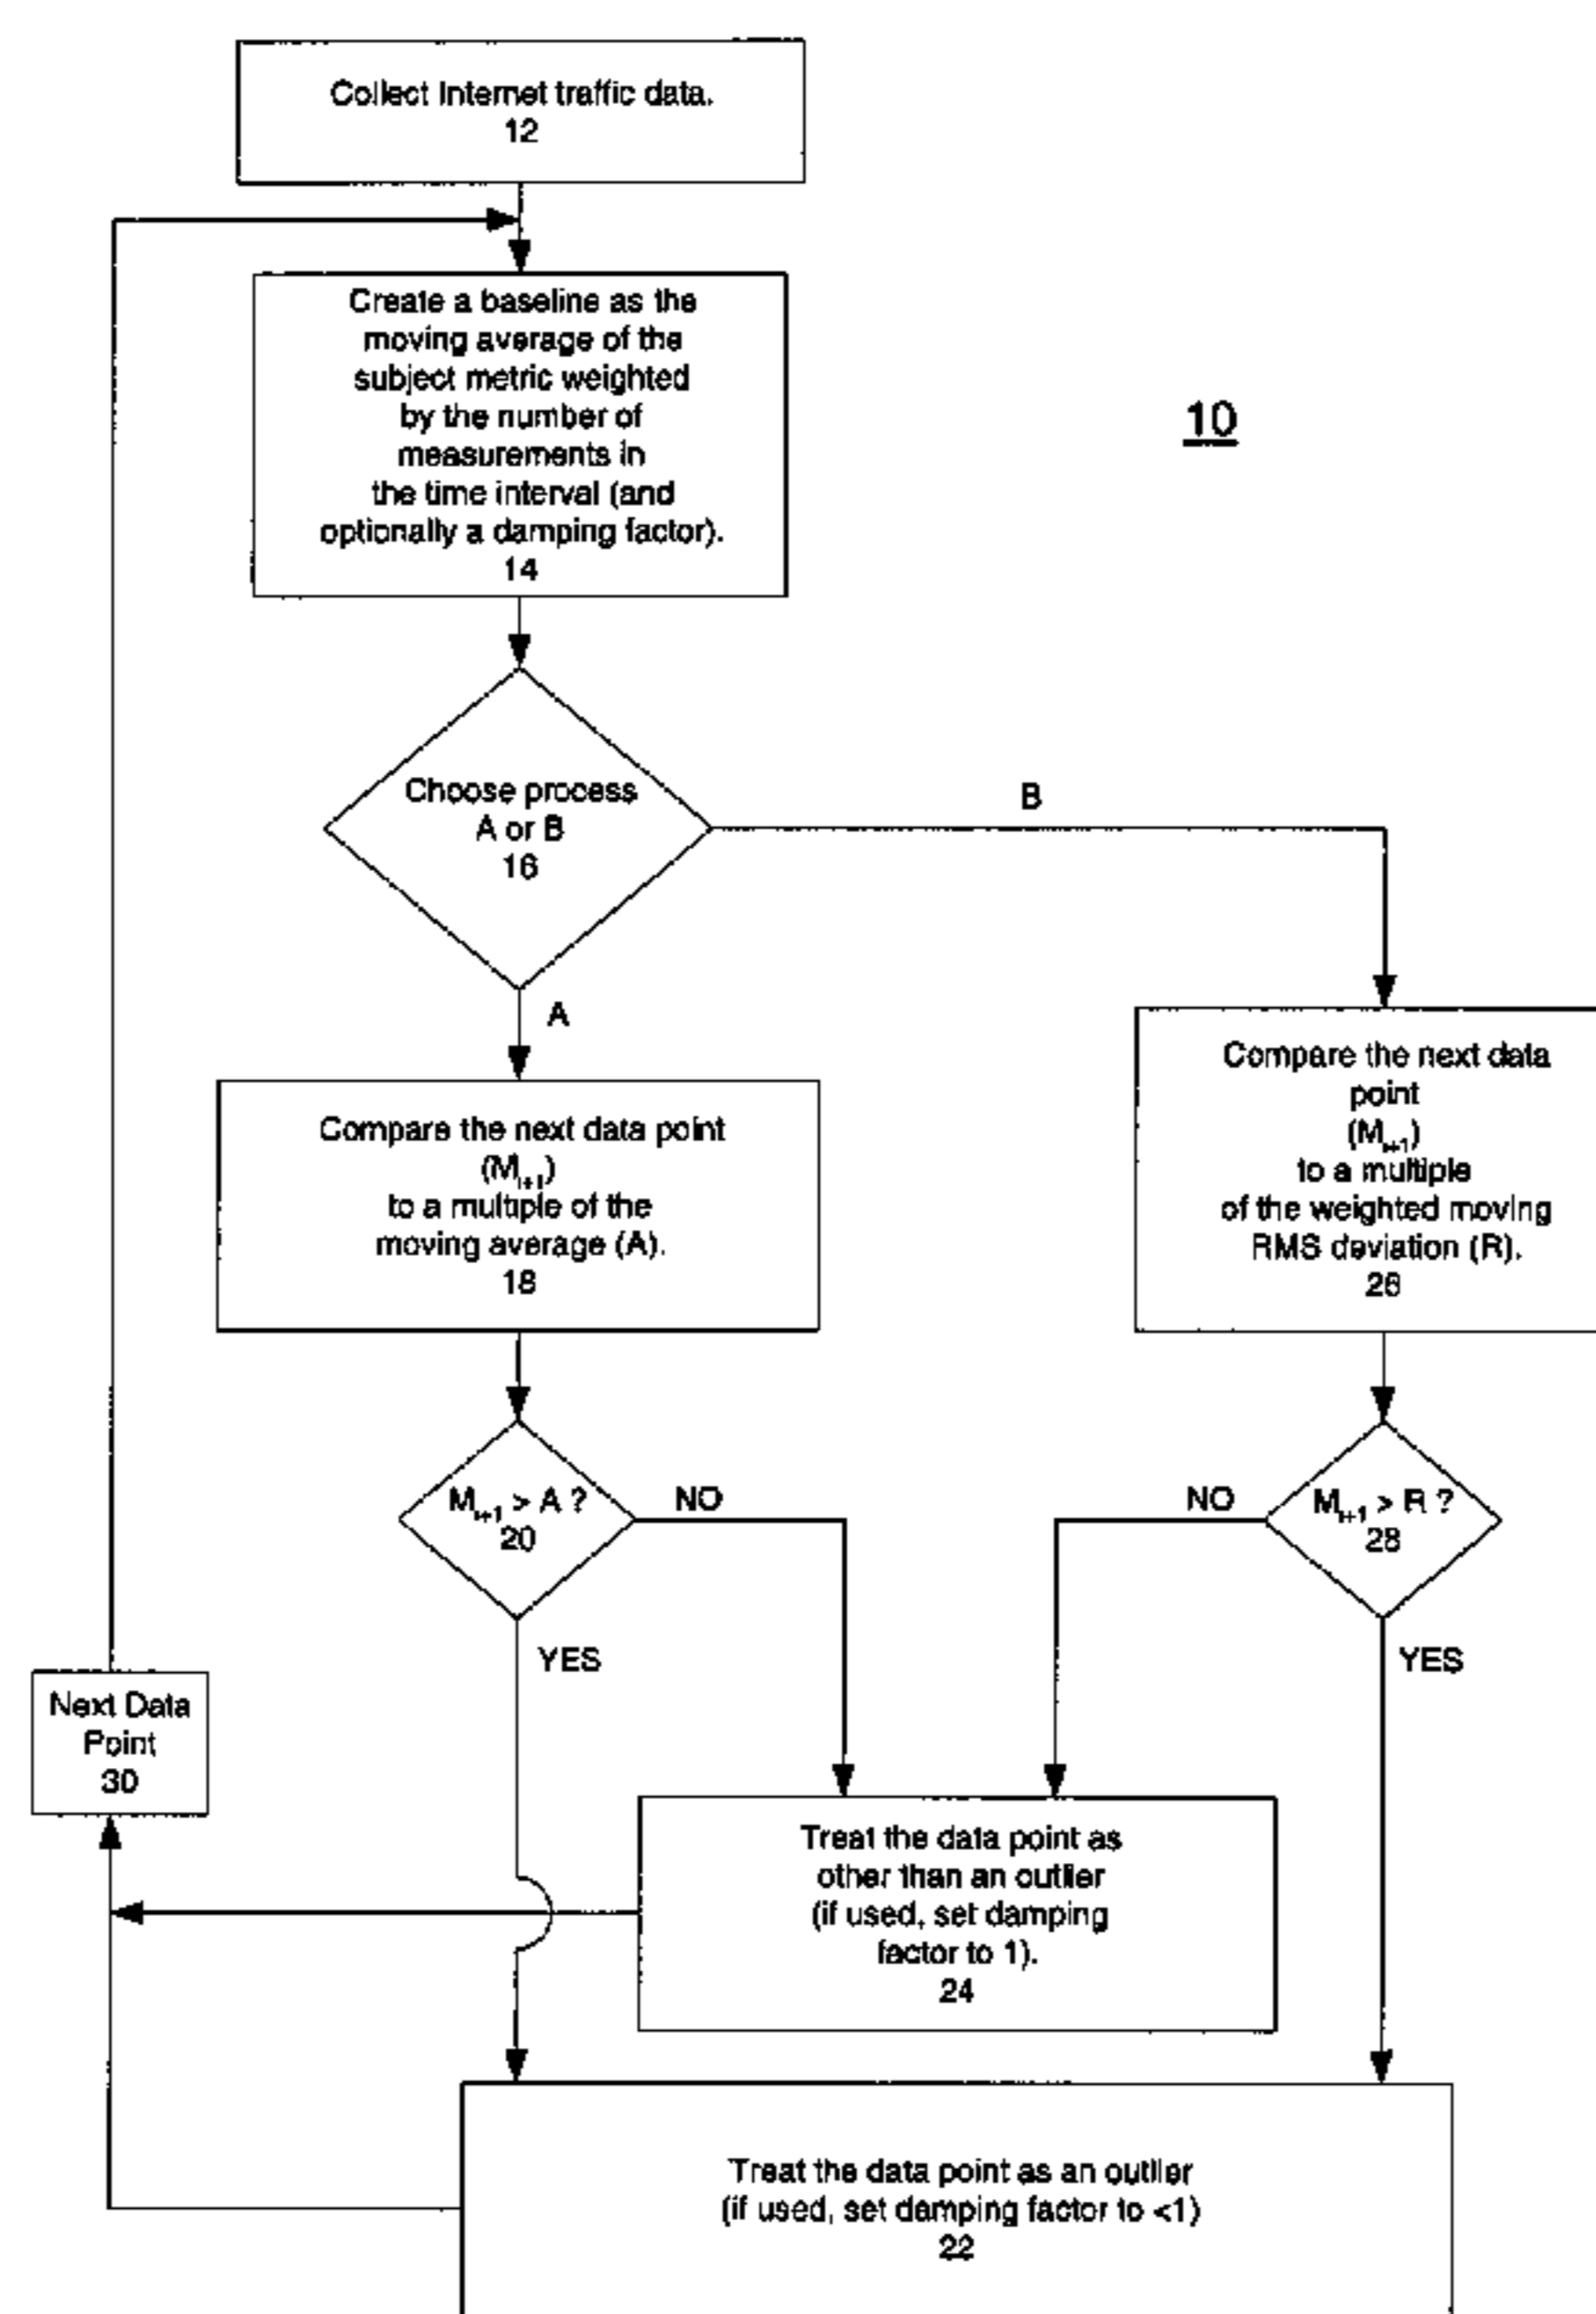 Collect Internet traffic data.
12
Create a baseline as the
moving average of the
subject metric weighted
by the number of
measurements in
the time interval (and
optionally a damping factor).
14
10
Choose process
A or B
16
B
A
Compare the next data point
(Mᵢ₊₁)
to a multiple of the
moving average (A).
18
Compare the next data
point
(Mᵢ₊₁)
to a multiple
of the weighted moving
RMS deviation (R).
26
Mᵢ₊₁ > A ?
20
NO
YES
NO
Mᵢ₊₁ > R ?
28
YES
Next Data
Point
30
Treat the data point as
other than an outlier
(if used, set damping
factor to 1).
24
Treat the data point as an outlier
(if used, set damping factor to <1)
22